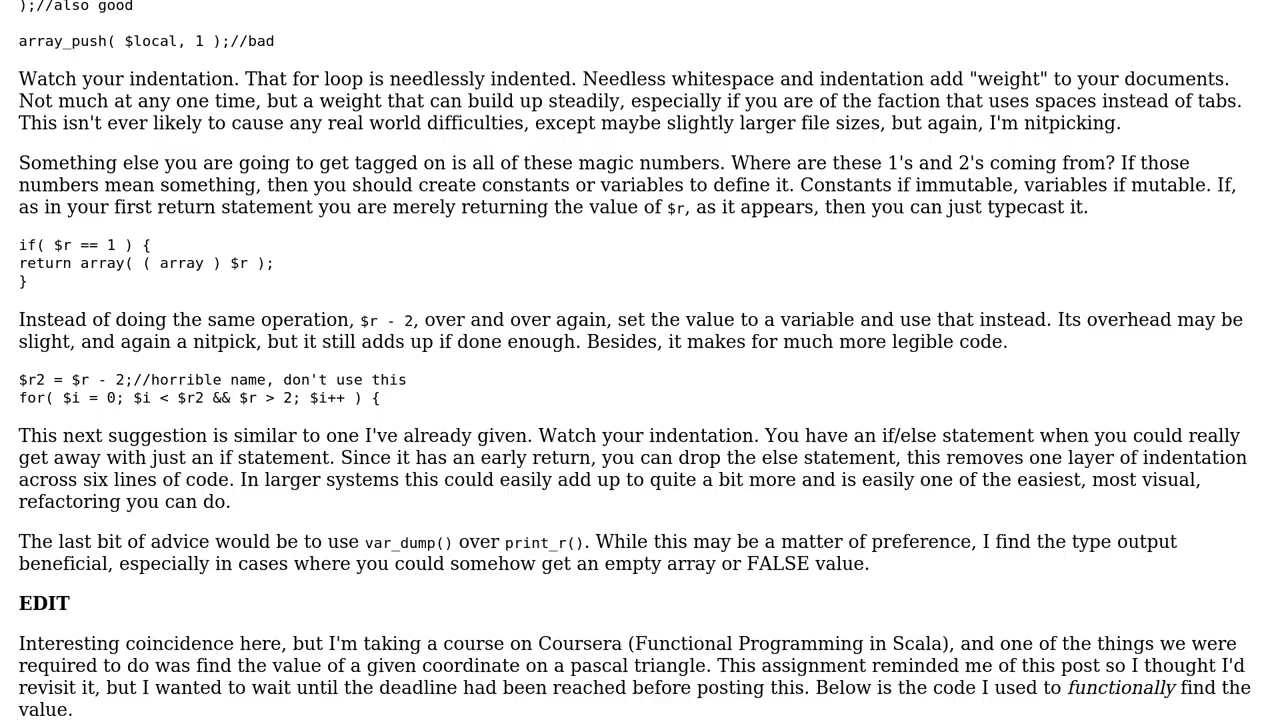 );//also good
array_push( $local, 1 );//bad
Watch your indentation. That for loop is needlessly indented. Needless whitespace and indentation add "weight" to your documents.
Not much at any one time, but a weight that can build up steadily, especially if you are of the faction that uses spaces instead of tabs.
This isn't ever likely to cause any real world difficulties, except maybe slightly larger file sizes, but again, I'm nitpicking.
Something else you are going to get tagged on is all of these magic numbers. Where are these 1's and 2's coming from? If those
numbers mean something, then you should create constants or variables to define it. Constants if immutable, variables if mutable. If,
as in your first return statement you are merely returning the value of $r, as it appears, then you can just typecast it.
if( $r == 1 ) {
return array( ( array ) $r );
}
Instead of doing the same operation, $r - 2, over and over again, set the value to a variable and use that instead. Its overhead may be
slight, and again a nitpick, but it still adds up if done enough. Besides, it makes for much more legible code.
$r2 = $r - 2;//horrible name, don't use this
for( $i = 0; $i < $r2 && $r > 2; $i++ ) {
This next suggestion is similar to one I've already given. Watch your indentation. You have an if/else statement when you could really
get away with just an if statement. Since it has an early return, you can drop the else statement, this removes one layer of indentation
across six lines of code. In larger systems this could easily add up to quite a bit more and is easily one of the easiest, most visual,
refactoring you can do.
The last bit of advice would be to use var_dump() over print_r(). While this may be a matter of preference, I find the type output
beneficial, especially in cases where you could somehow get an empty array or FALSE value.
EDIT
Interesting coincidence here, but I'm taking a course on Coursera (Functional Programming in Scala), and one of the things we were
required to do was find the value of a given coordinate on a pascal triangle. This assignment reminded me of this post so I thought I'd
revisit it, but I wanted to wait until the deadline had been reached before posting this. Below is the code I used to functionally find the
value.